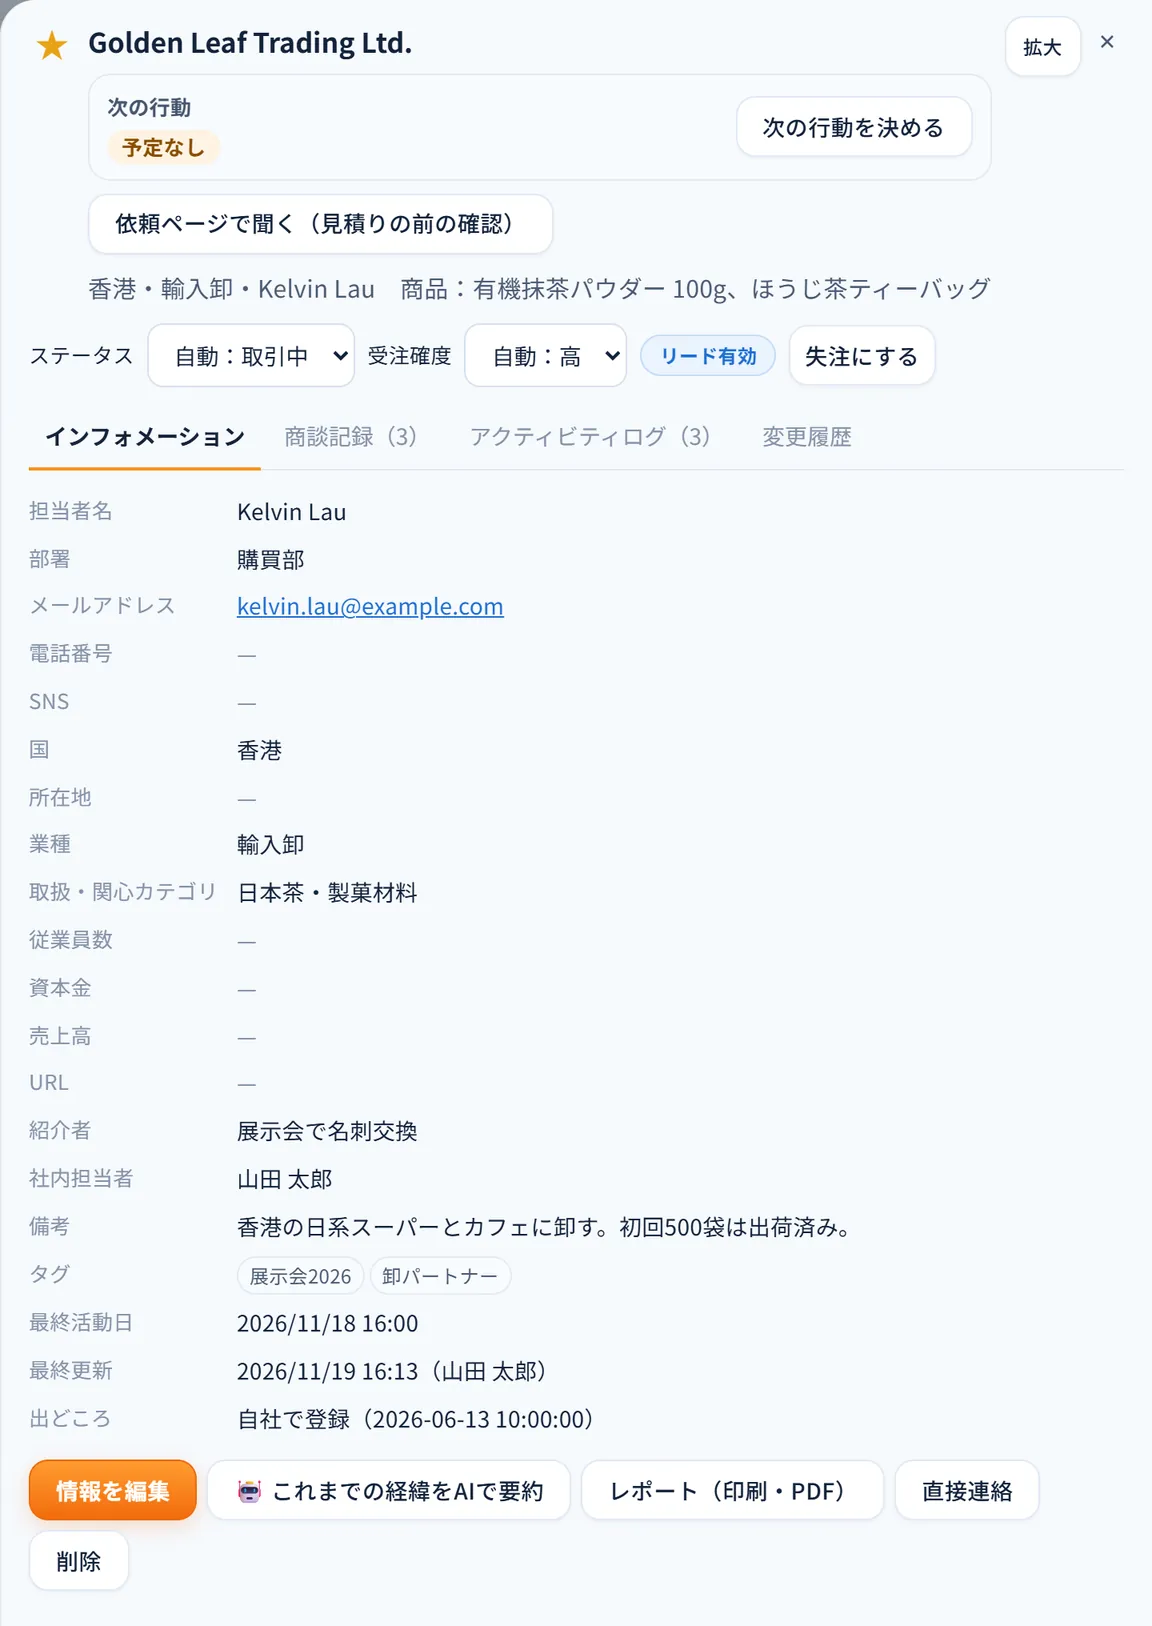 Golden Leaf Trading Ltd.
拡大
×
次の行動
予定なし
次の行動を決める
依頼ページで聞く（見積りの前の確認）
香港・輸入卸・Kelvin Lau　商品：有機抹茶パウダー 100g、ほうじ茶ティーバッグ
ステータス 自動：取引中 受注確度 自動：高 リード有効 失注にする
インフォメーション 商談記録（3） アクティビティログ（3） 変更履歴
担当者名 Kelvin Lau
部署 購買部
メールアドレス kelvin.lau@example.com
電話番号 —
SNS —
国 香港
所在地 —
業種 輸入卸
取扱・関心カテゴリ 日本茶・製菓材料
従業員数 —
資本金 —
売上高 —
URL —
紹介者 展示会で名刺交換
社内担当者 山田 太郎
備考 香港の日系スーパーとカフェに卸す。初回500袋は出荷済み。
タグ 展示会2026 卸パートナー
最終活動日 2026/11/18 16:00
最終更新 2026/11/19 16:13（山田 太郎）
出どころ 自社で登録（2026-06-13 10:00:00）
情報を編集 これまでの経緯をAIで要約 レポート（印刷・PDF） 直接連絡
削除